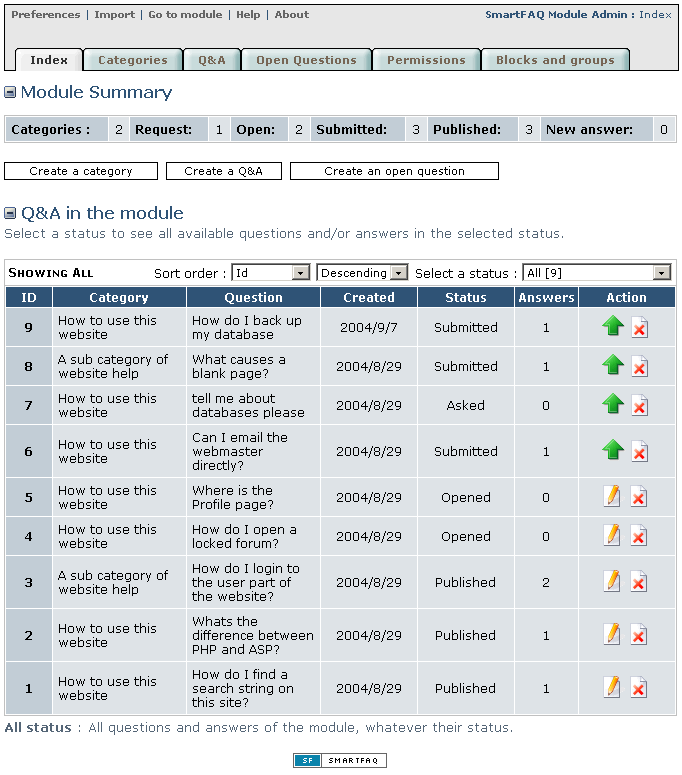 Preferences | Import | Go to module | Help | About SmartFAQ Module Admin : Index
Index Categories Q&A Open Questions Permissions Blocks and groups
Module Summary
Categories : 2 Request: 1 Open: 2 Submitted: 3 Published: 3 New answer: 0
Create a category Create a Q&A Create an open question
Q&A in the module
Select a status to see all available questions and/or answers in the selected status.
SHOWING ALL Sort order : Id Descending Select a status : All [9]
ID Category Question Created Status Answers Action
9 How to use this website How do I back up my database 2004/9/7 Submitted 1
8 A sub category of website help What causes a blank page? 2004/8/29 Submitted 1
7 How to use this website tell me about databases please 2004/8/29 Asked 0
6 How to use this website Can I email the webmaster directly? 2004/8/29 Submitted 1
5 How to use this website Where is the Profile page? 2004/8/29 Opened 0
4 How to use this website How do I open a locked forum? 2004/8/29 Opened 0
3 A sub category of website help How do I login to the user part of the website? 2004/8/29 Published 2
2 How to use this website Whats the difference between PHP and ASP? 2004/8/29 Published 1
1 How to use this website How do I find a search string on this site? 2004/8/29 Published 1
All status : All questions and answers of the module, whatever their status.
SF SMARTFAQ